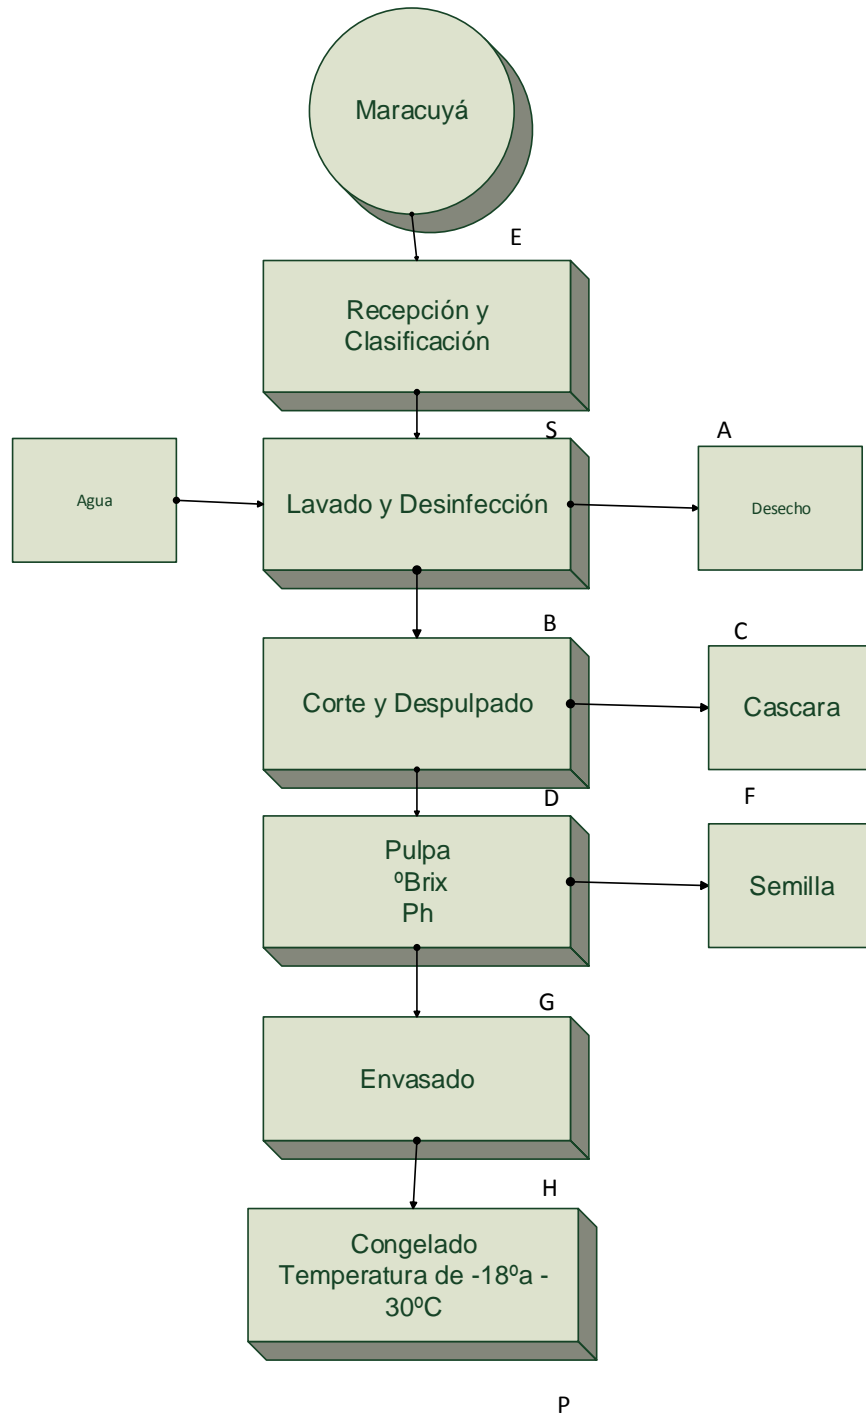 Maracuyá
E
Recepción y
Clasificación
S
A
Agua
Lavado y Desinfección
Desecho
B
C
Corte y Despulpado
Cascara
D
F
Pulpa
ºBrix
Ph
Semilla
G
Envasado
H
Congelado
Temperatura de -18ºa -
30ºC
P